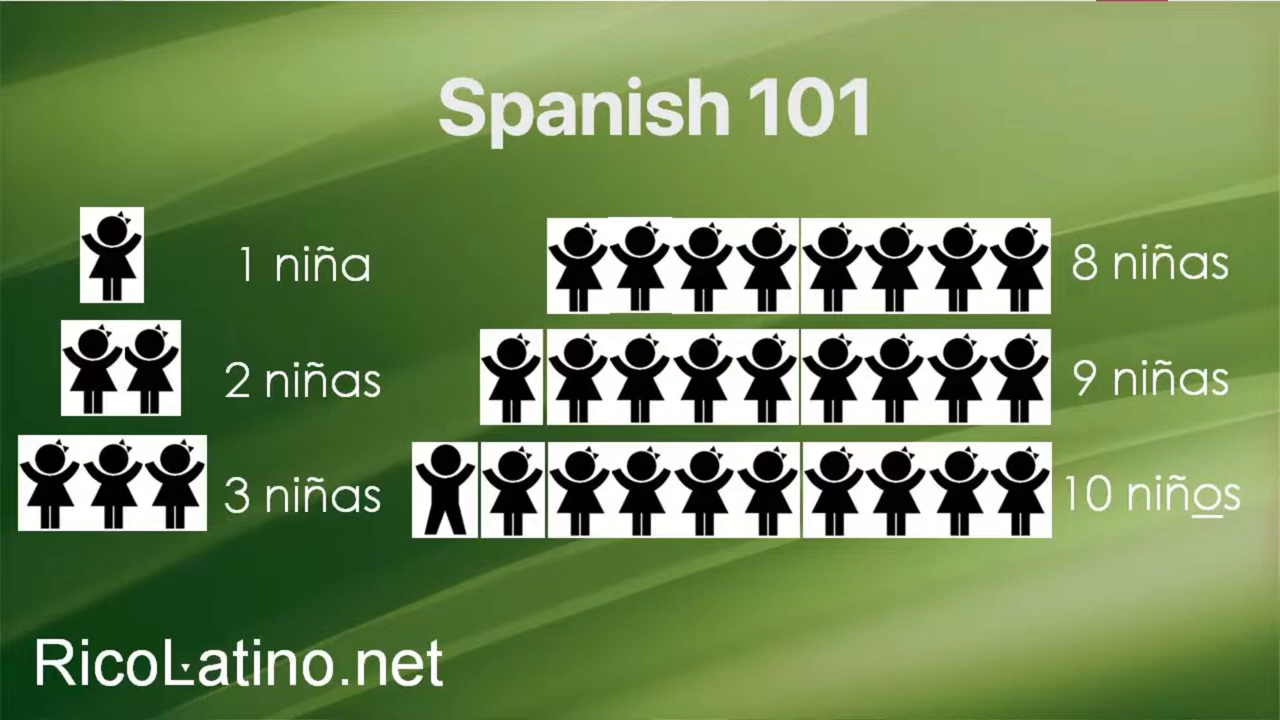 Spanish 101
1 niña
2 niñas
3 niñas
8 niñas
9 niñas
10 niños
RicoLatino.net